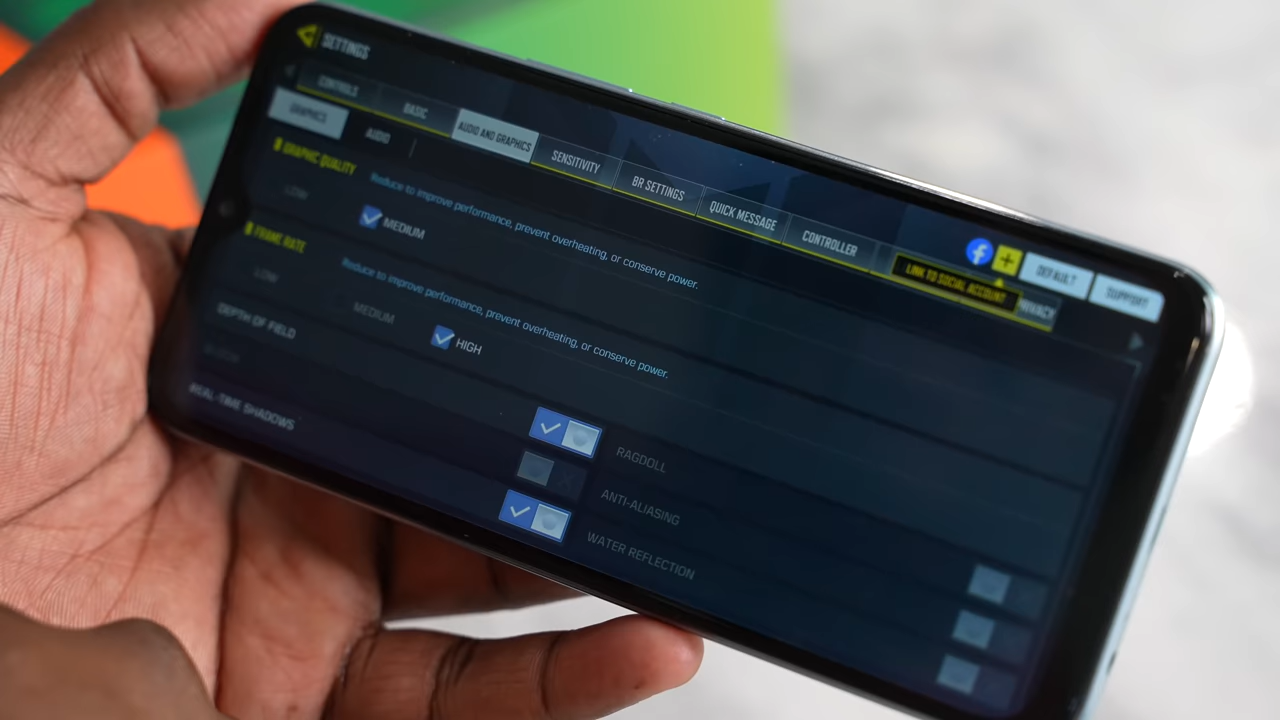 SETTINGS
CONTROLS
BASIC
AUDIO AND GRAPHICS
SENSITIVITY
BR SETTINGS
QUICK MESSAGE
CONTROLLER
DEFAULT
SUPPORT
LINK TO SOCIAL ACCOUNT
GRAPHICS
AUDIO
GRAPHIC QUALITY
Reduce to improve performance, prevent overheating, or conserve power.
LOW
MEDIUM
FRAME RATE
Reduce to improve performance, prevent overheating, or conserve power.
LOW
MEDIUM
HIGH
DEPTH OF FIELD
RAGDOLL
ANTI-ALIASING
REAL-TIME SHADOWS
WATER REFLECTION